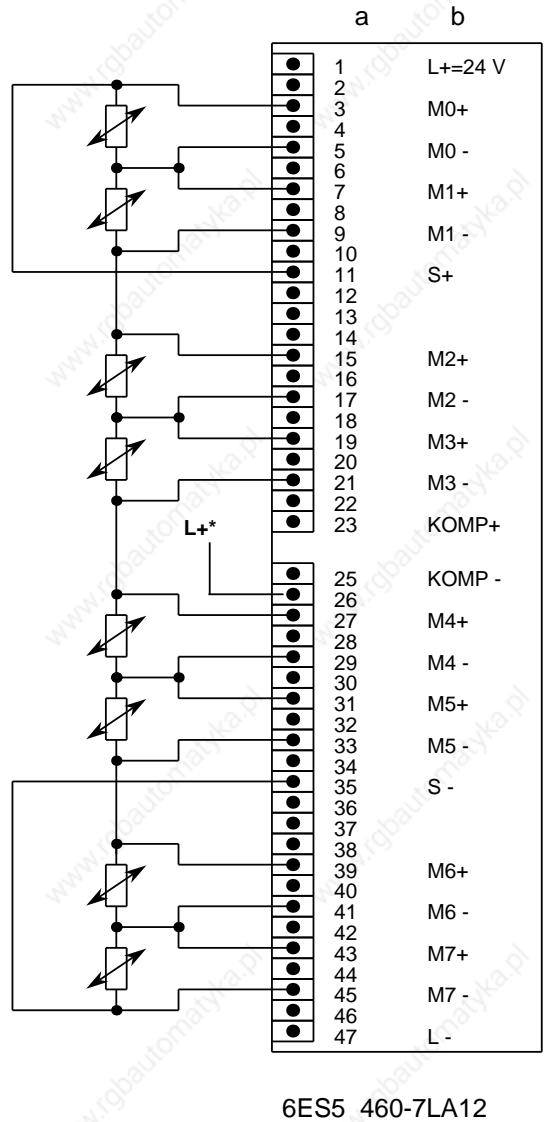 a b
1 L+=24 V
2
3 M0+
4
5 M0 -
6
7 M1+
8
9 M1 -
10
11 S+
12
13
14
15 M2+
16
17 M2 -
18
19 M3+
20
21 M3 -
22
23 KOMP+
L+*
25 KOMP -
26
27 M4+
28
29 M4 -
30
31 M5+
32
33 M5 -
34
35 S -
36
37
38
39 M6+
40
41 M6 -
42
43 M7+
44
45 M7 -
46
47 L -
6ES5 460-7LA12
www.rgbautomatyka.pl